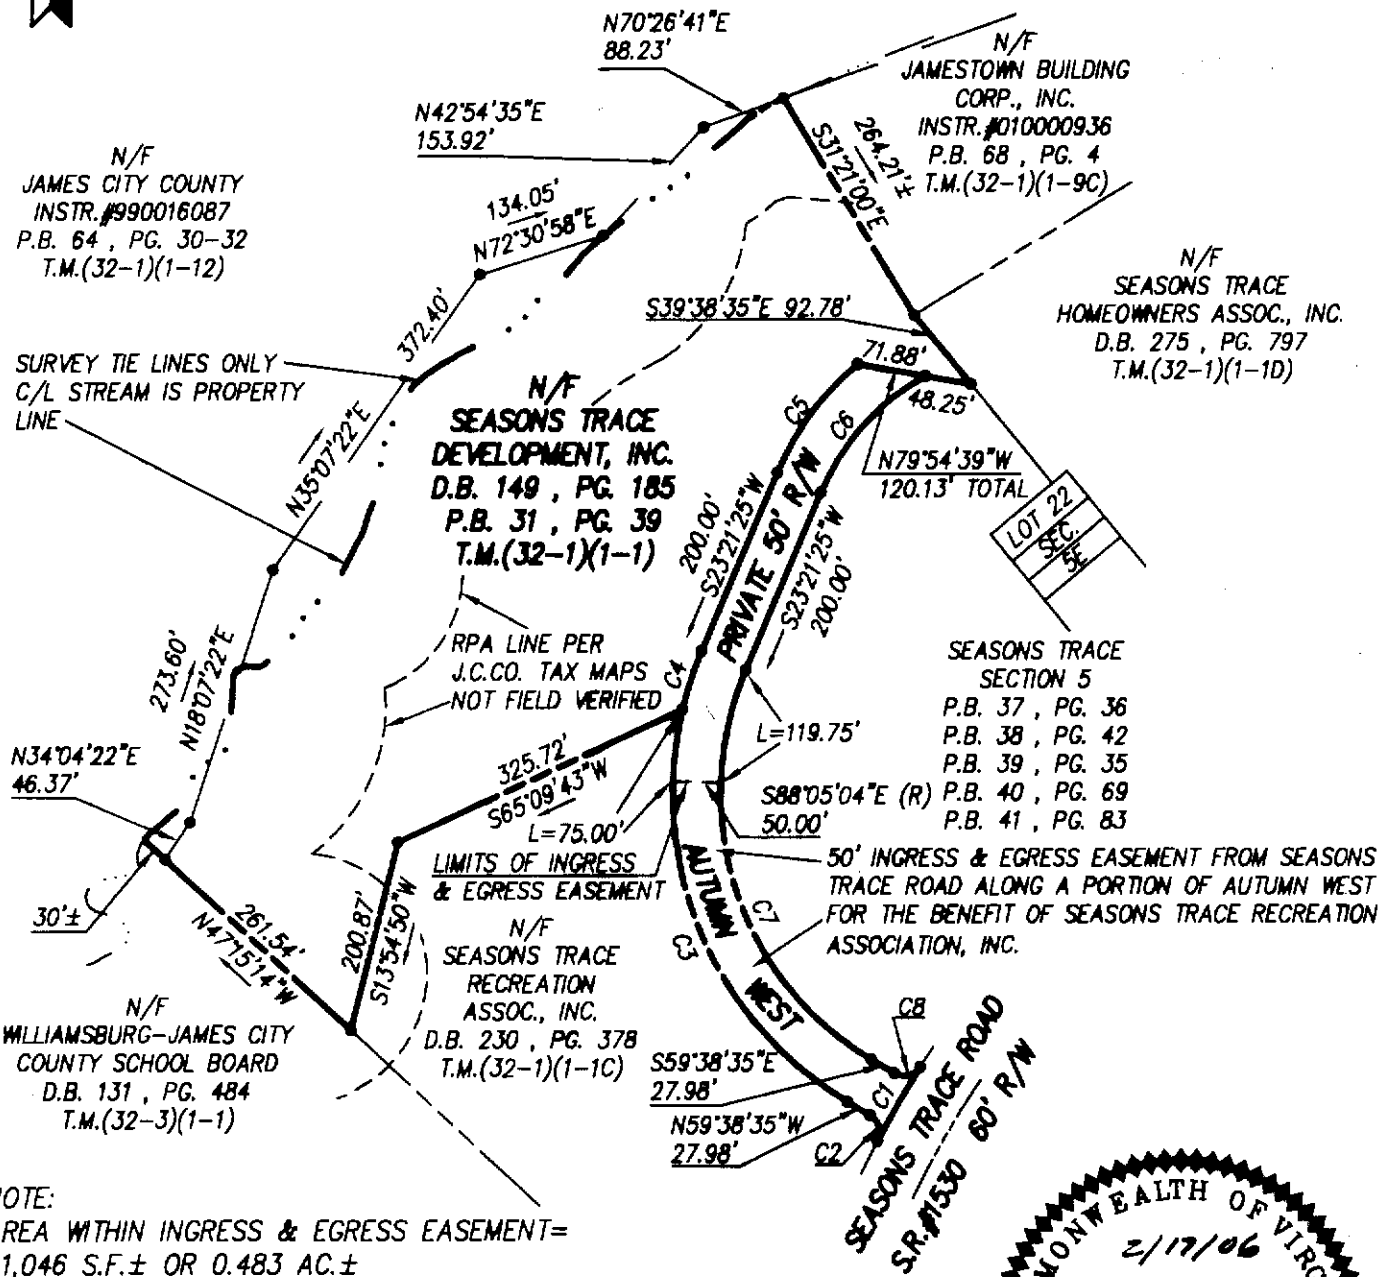 N70°26'41"E
88.23'
N/F
JAMESTOWN BUILDING
CORP., INC.
INSTR.#010000936
P.B. 68 , PG. 4
T.M.(32-1)(1-9C)
N42°54'35"E
153.92'
264.21'±
S31°21'00"E
N/F
JAMES CITY COUNTY
INSTR.#990016087
P.B. 64 , PG. 30-32
T.M.(32-1)(1-12)
134.05'
N72°30'58"E
N/F
SEASONS TRACE
HOMEOWNERS ASSOC., INC.
D.B. 275 , PG. 797
T.M.(32-1)(1-1D)
S39°38'35"E 92.78'
372.40'
N35°07'22"E
SURVEY TIE LINES ONLY
C/L STREAM IS PROPERTY
LINE
71.88'
48.25'
N/F
SEASONS TRACE
DEVELOPMENT, INC.
D.B. 149 , PG. 185
P.B. 31 , PG. 39
T.M.(32-1)(1-1)
C5
C6
N79°54'39"W
120.13' TOTAL
LOT 22
SEC.
5E
200.00'
S23°21'25"W
PRIVATE 50' R/W
S23°21'25"W
200.00'
RPA LINE PER
J.C.CO. TAX MAPS
NOT FIELD VERIFIED
C4
SEASONS TRACE
SECTION 5
P.B. 37 , PG. 36
P.B. 38 , PG. 42
P.B. 39 , PG. 35
P.B. 40 , PG. 69
P.B. 41 , PG. 83
273.60'
N18°07'22"E
L=119.75'
N34°04'22"E
46.37'
325.72'
S65°09'43"W
S88°05'04"E (R)
50.00'
L=75.00'
LIMITS OF INGRESS
& EGRESS EASEMENT
AUTUMN
WEST
50' INGRESS & EGRESS EASEMENT FROM SEASONS
TRACE ROAD ALONG A PORTION OF AUTUMN WEST
FOR THE BENEFIT OF SEASONS TRACE RECREATION
ASSOCIATION, INC.
30'±
261.54'
N47°15'14"W
200.87'
S13°54'50"W
C7
C3
N/F
SEASONS TRACE
RECREATION
ASSOC., INC.
D.B. 230 , PG. 378
T.M.(32-1)(1-1C)
N/F
WILLIAMSBURG-JAMES CITY
COUNTY SCHOOL BOARD
D.B. 131 , PG. 484
T.M.(32-3)(1-1)
C8
S59°38'35"E
27.98'
C1
N59°38'35"W
27.98'
C2
SEASONS TRACE ROAD
S.R.#1530 60' R/W
OTE:
REA WITHIN INGRESS & EGRESS EASEMENT=
1,046 S.F.± OR 0.483 AC.±
MONWEALTH OF VIRG
2/17/06